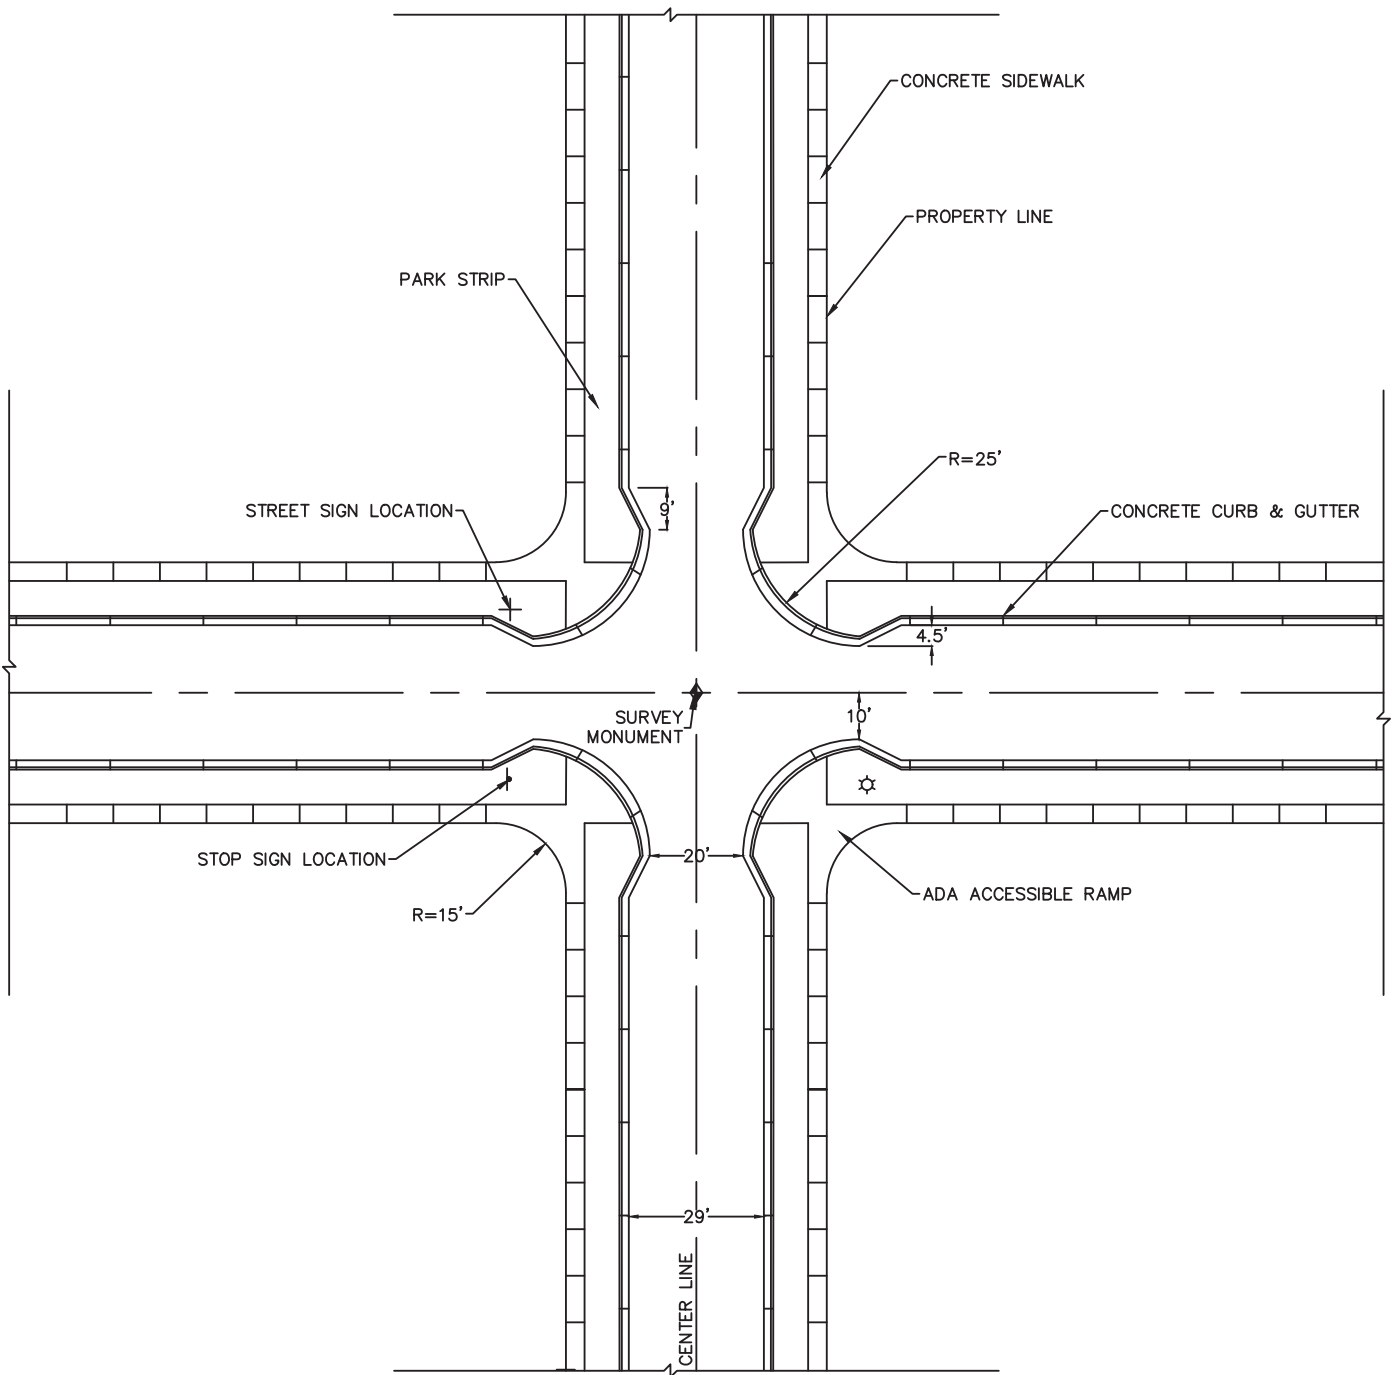 CONCRETE SIDEWALK
PROPERTY LINE
PARK STRIP
R=25'
STREET SIGN LOCATION
9'
CONCRETE CURB & GUTTER
4.5'
SURVEY
MONUMENT
10'
STOP SIGN LOCATION
20'
ADA ACCESSIBLE RAMP
R=15'
29'
CENTER LINE